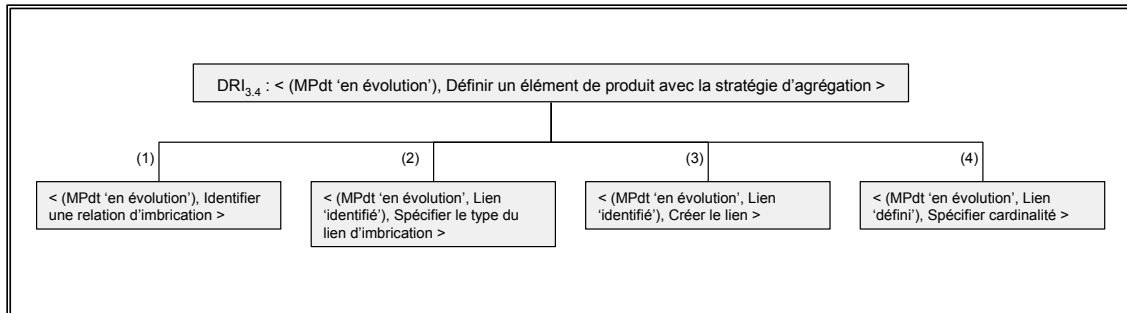 DRI3.4 : < (MPdt ‘en évolution’), Définir un élément de produit avec la stratégie d’agrégation >
(1)
(2)
(3)
(4)
< (MPdt ‘en évolution’), Identifier
une relation d’imbrication >
< (MPdt ‘en évolution’, Lien
‘identifié’), Spécifier le type du
lien d’imbrication >
< (MPdt ‘en évolution’, Lien
‘identifié’), Créer le lien >
< (MPdt ‘en évolution’, Lien
‘défini’), Spécifier cardinalité >